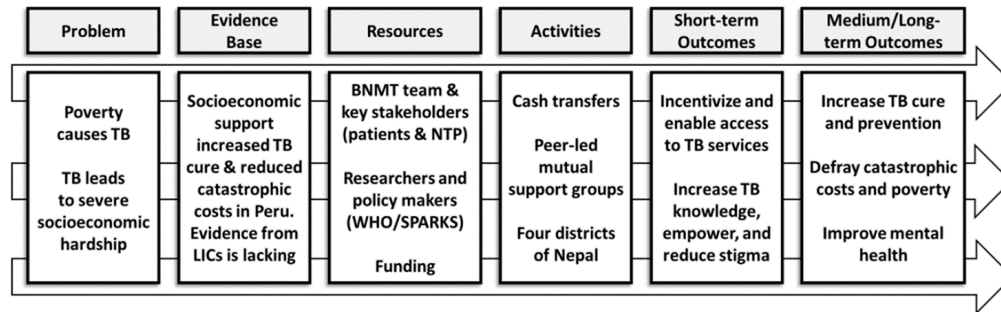 Problem
Evidence
Base
Resources
Activities
Short-term
Outcomes
Medium/Long-
term Outcomes
Poverty
causes TB
TB leads
to severe
socioeconomic
hardship
Socioeconomic
support
increased TB
cure & reduced
catastrophic
costs in Peru.
Evidence from
LICs is lacking
BNMT team &
key stakeholders
(patients & NTP)
Researchers and
policy makers
(WHO/SPARKS)
Funding
Cash transfers
Peer-led
mutual
support groups
Four districts
of Nepal
Incentivize and
enable access
to TB services
Increase TB
knowledge,
empower, and
reduce stigma
Increase TB cure
and prevention
Defray catastrophic
costs and poverty
Improve mental
health